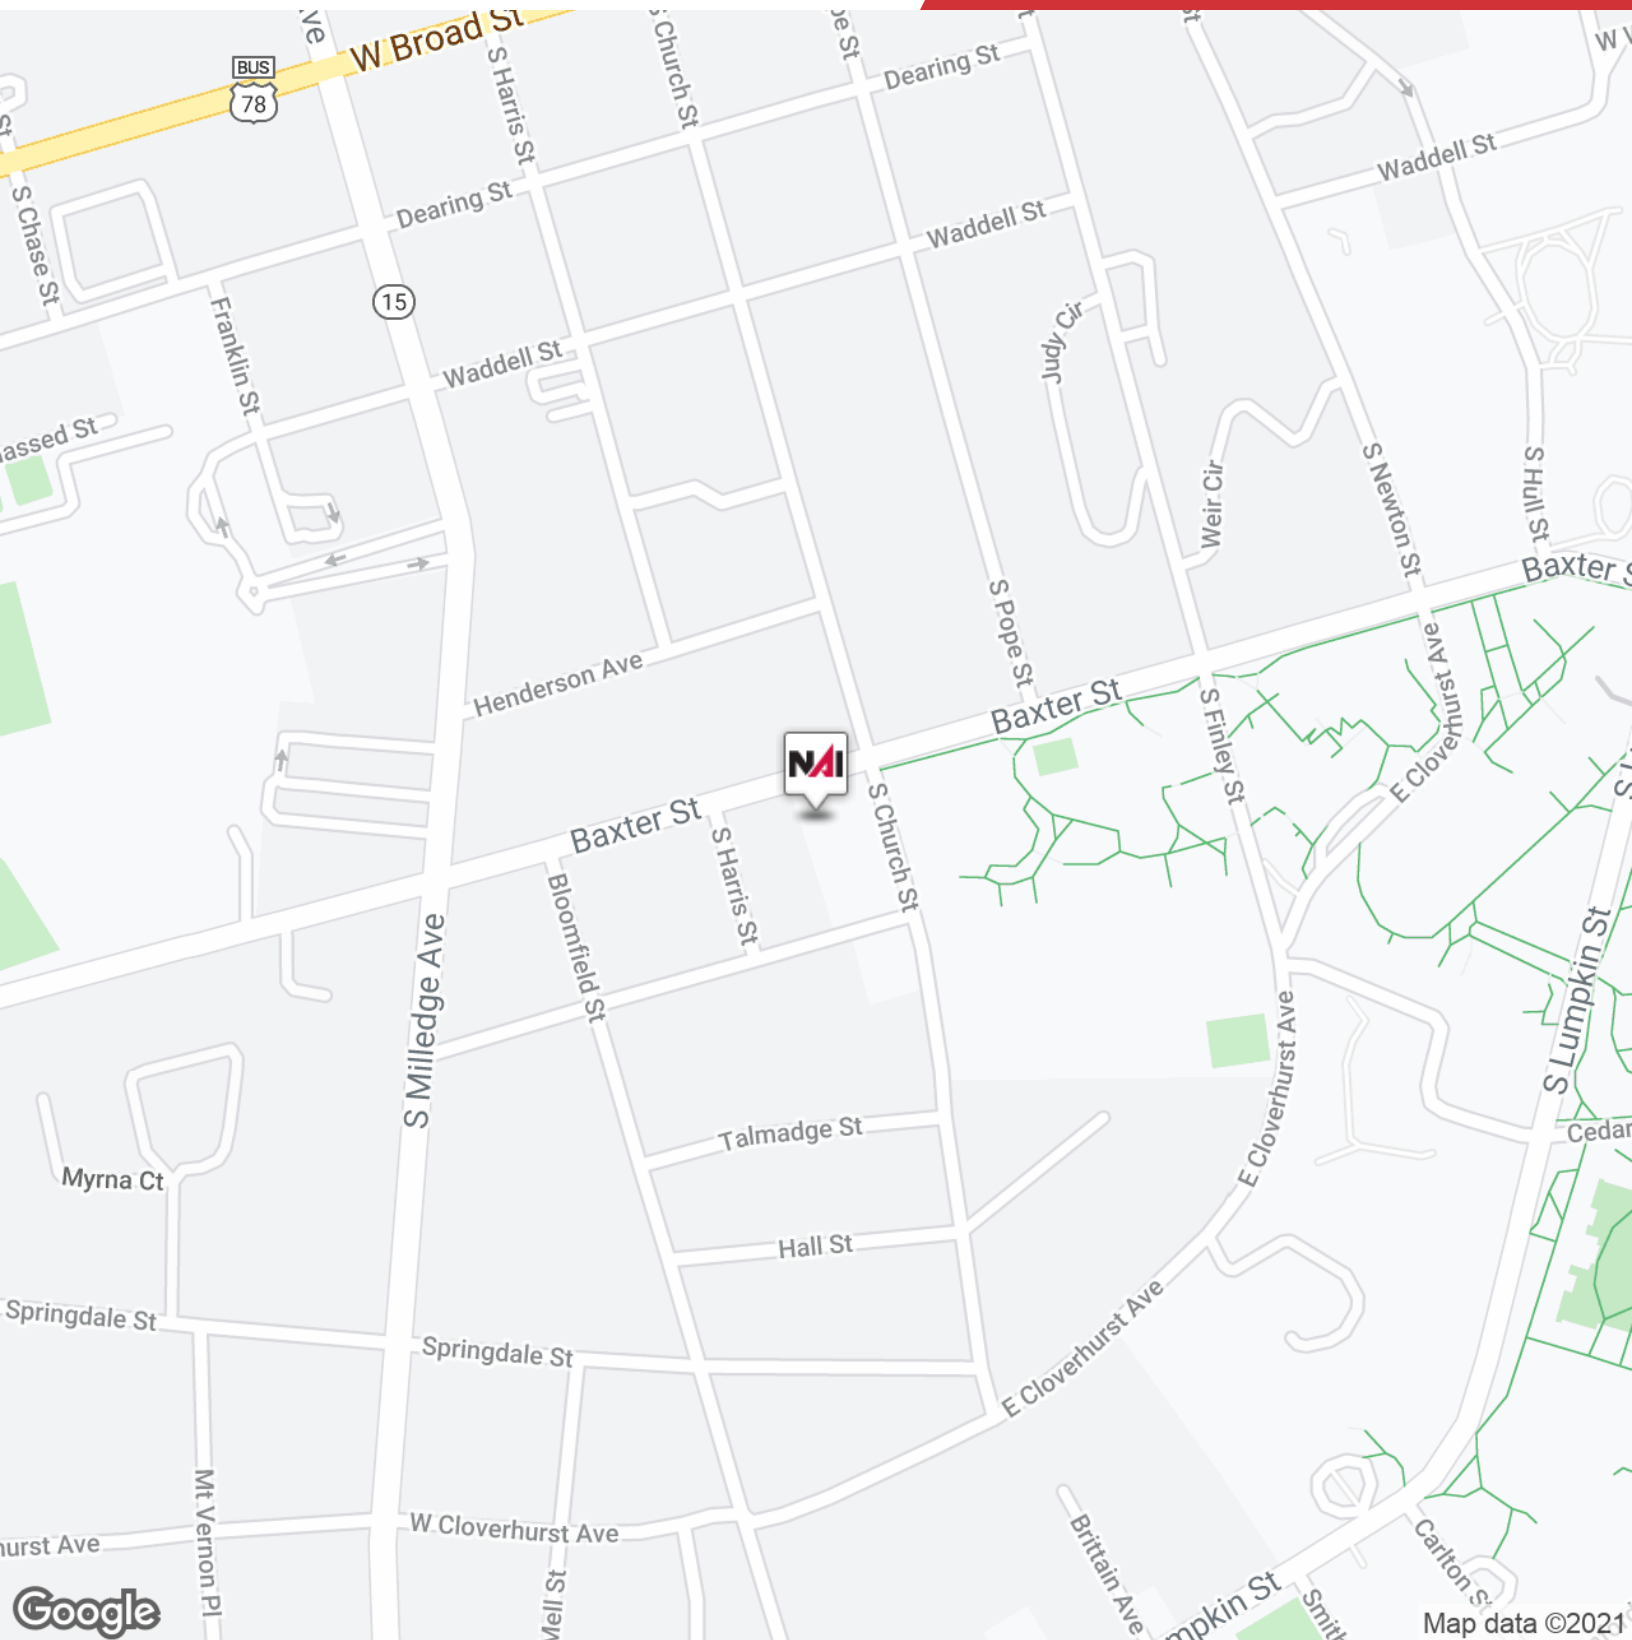 W Broad St
BUS
78
S Harris St
S Church St
Dearing St
S Chase St
Dearing St
Waddell St
Waddell St
15
Franklin St
Waddell St
Judy Cir
Weir Cir
S Newton St
S Hull St
Baxter S
S Pope St
Henderson Ave
Baxter St
E Cloverhurst Ave
S Finley St
NAI
Baxter St
S Church St
S Harris St
Bloomfield St
S Milledge Ave
S Lumpkin St
E Cloverhurst Ave
Talmadge St
Cedar
Myrna Ct
Hall St
Springdale St
Springdale St
E Cloverhurst Ave
Mt Vernon Pl
W Cloverhurst Ave
Mell St
Brittain Ave
Carlton St
Smith
Google
Map data ©2021